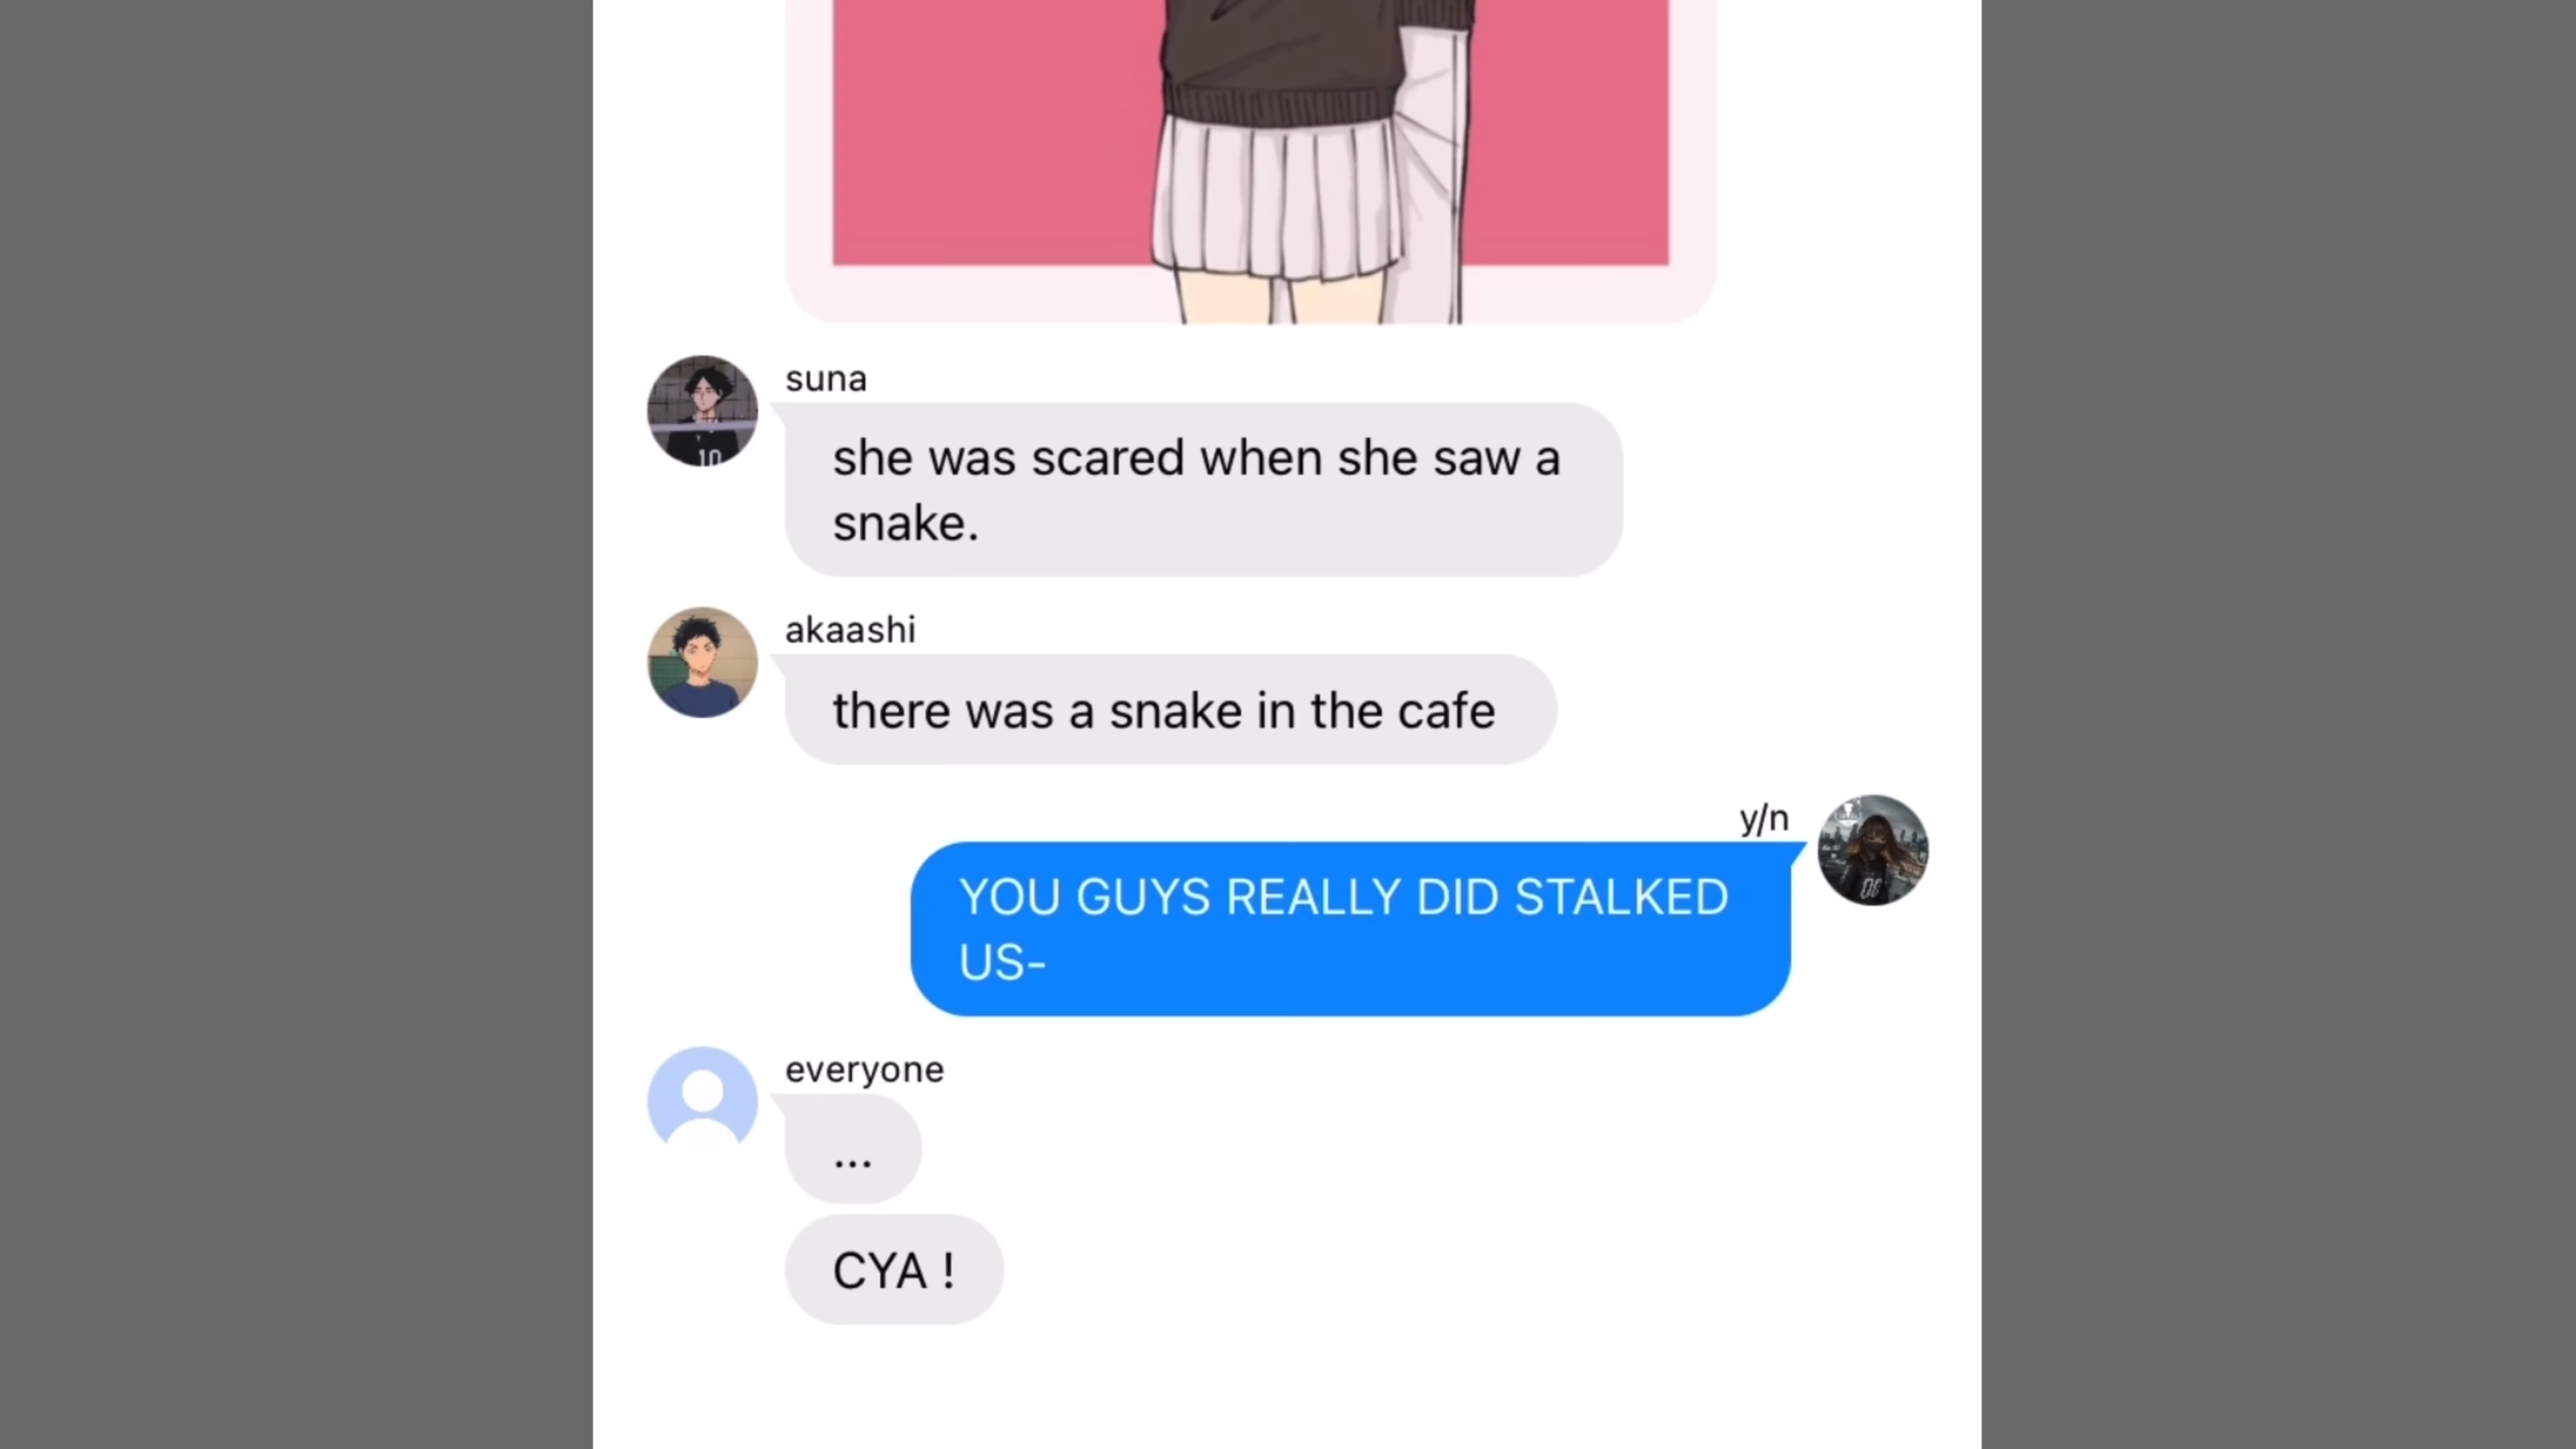 suna
she was scared when she saw a
snake.
akaashi
there was a snake in the cafe
y/n
YOU GUYS REALLY DID STALKED
US-
everyone
...
CYA !